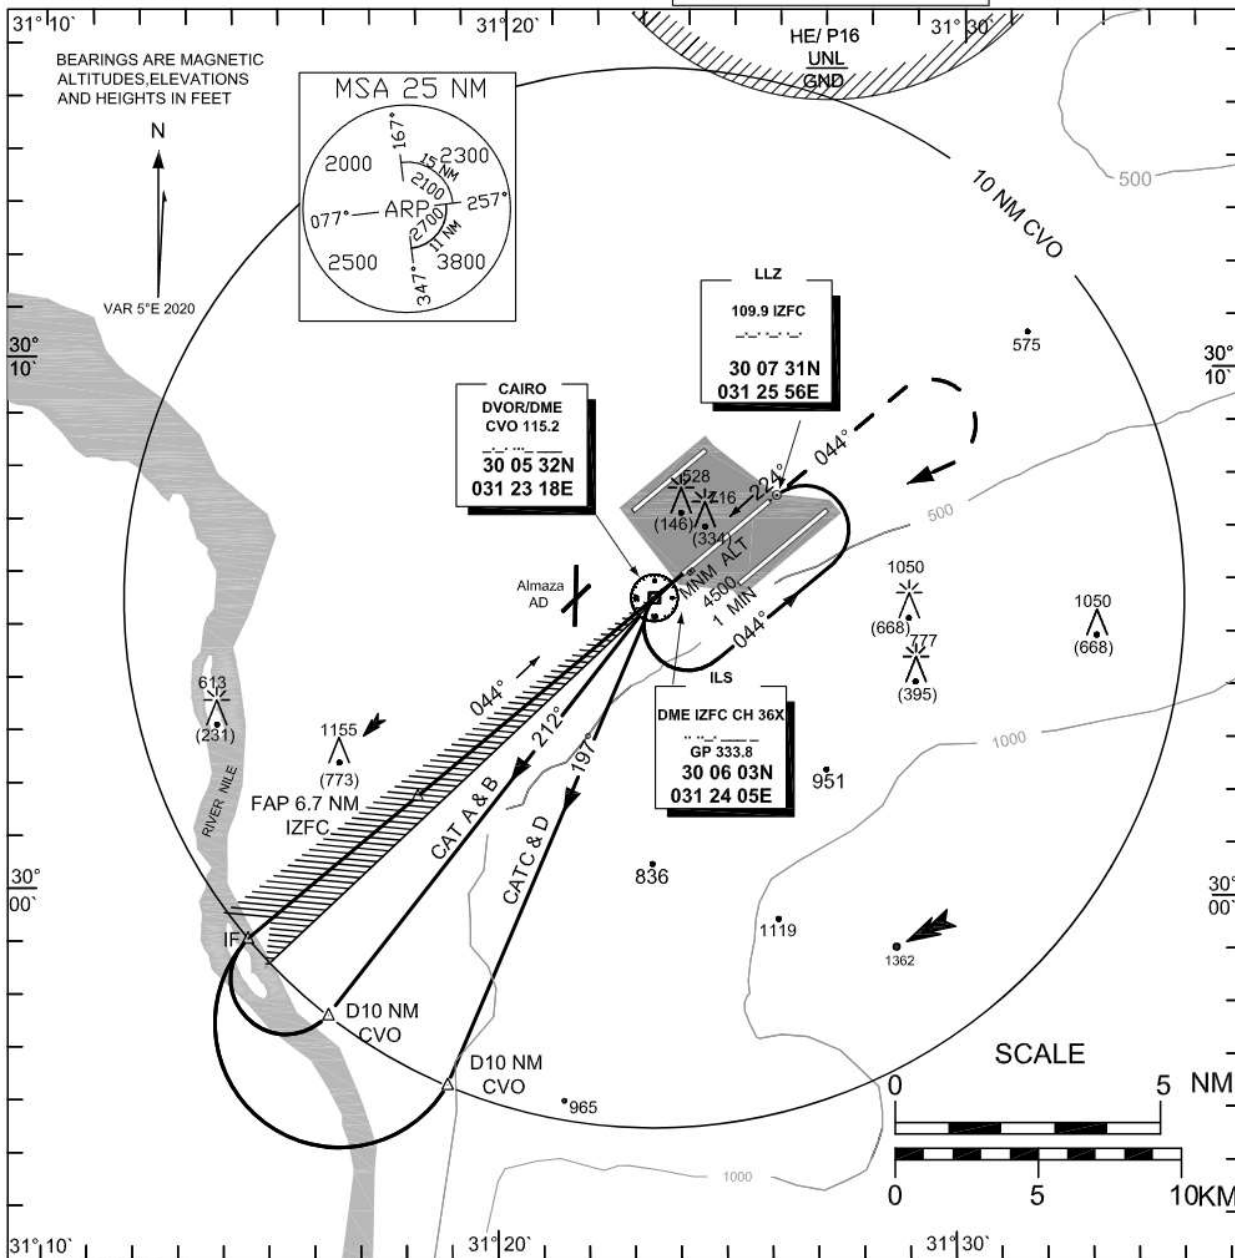 31°10`
31°20`
31°30`
HE/ P16
UNL
GND
BEARINGS ARE MAGNETIC
ALTITUDES,ELEVATIONS
AND HEIGHTS IN FEET
N
VAR 5°E 2020
MSA 25 NM
167°
2000
2300
15 NM
2100
077°
ARP
257°
2700
11 NM
2500
3800
347°
500
10 NM CVO
LLZ
109.9 IZFC
30 07 31N
031 25 56E
575
30°
10`
30°
10`
CAIRO
DVOR/DME
CVO 115.2
30 05 32N
031 23 18E
044°
224°
528
(146)
(334)
500
MNM ALT
4500
1 MIN
044°
Almaza
AD
1050
(668)
777
(395)
1050
(668)
ILS
DME IZFC CH 36X
GP 333.8
30 06 03N
031 24 05E
044°
212°
197°
613
(231)
1155
(773)
RIVER NILE
FAP 6.7 NM
IZFC
CAT A & B
CATC & D
951
1000
836
30°
00`
30°
00`
1119
1362
IF
D10 NM
CVO
D10 NM
CVO
965
1000
SCALE
0
5
NM
0
5
10KM
31°10`
31°20`
31°30`